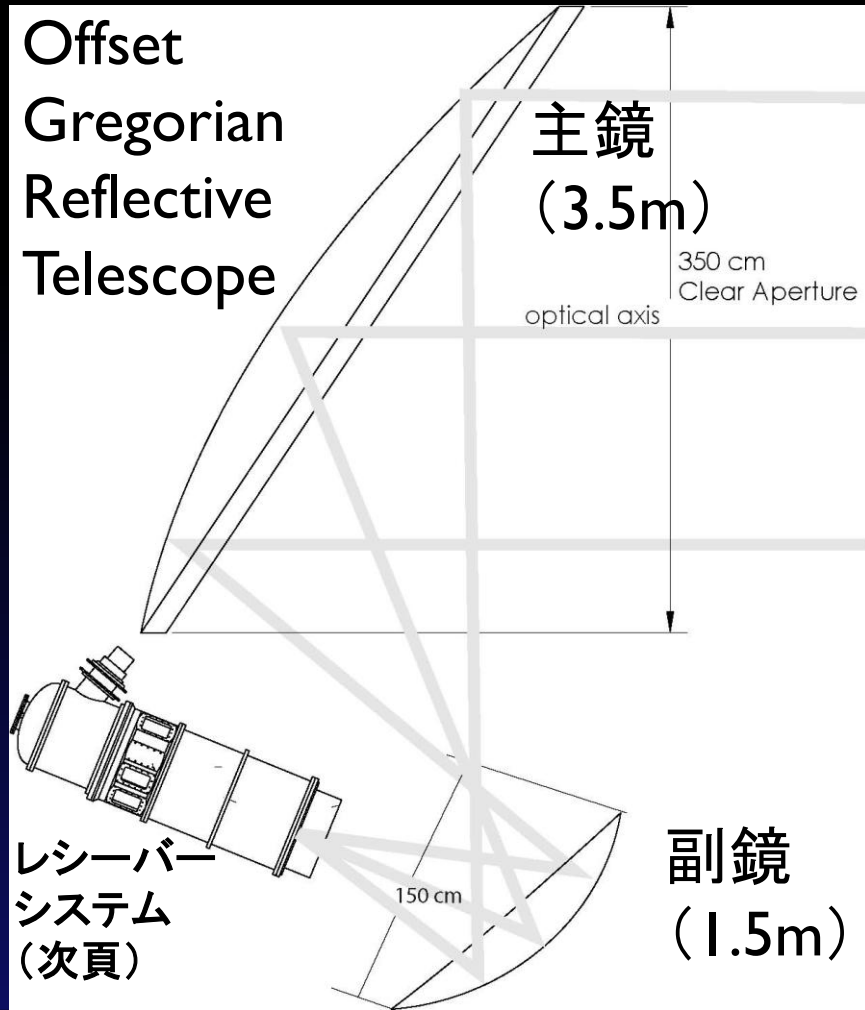 Offset
Gregorian
Reflective
Telescope
主鏡
（3.5m）
350 cm
Clear Aperture
optical axis
レシーバー
システム
（次頁）
150 cm
副鏡
（1.5m）